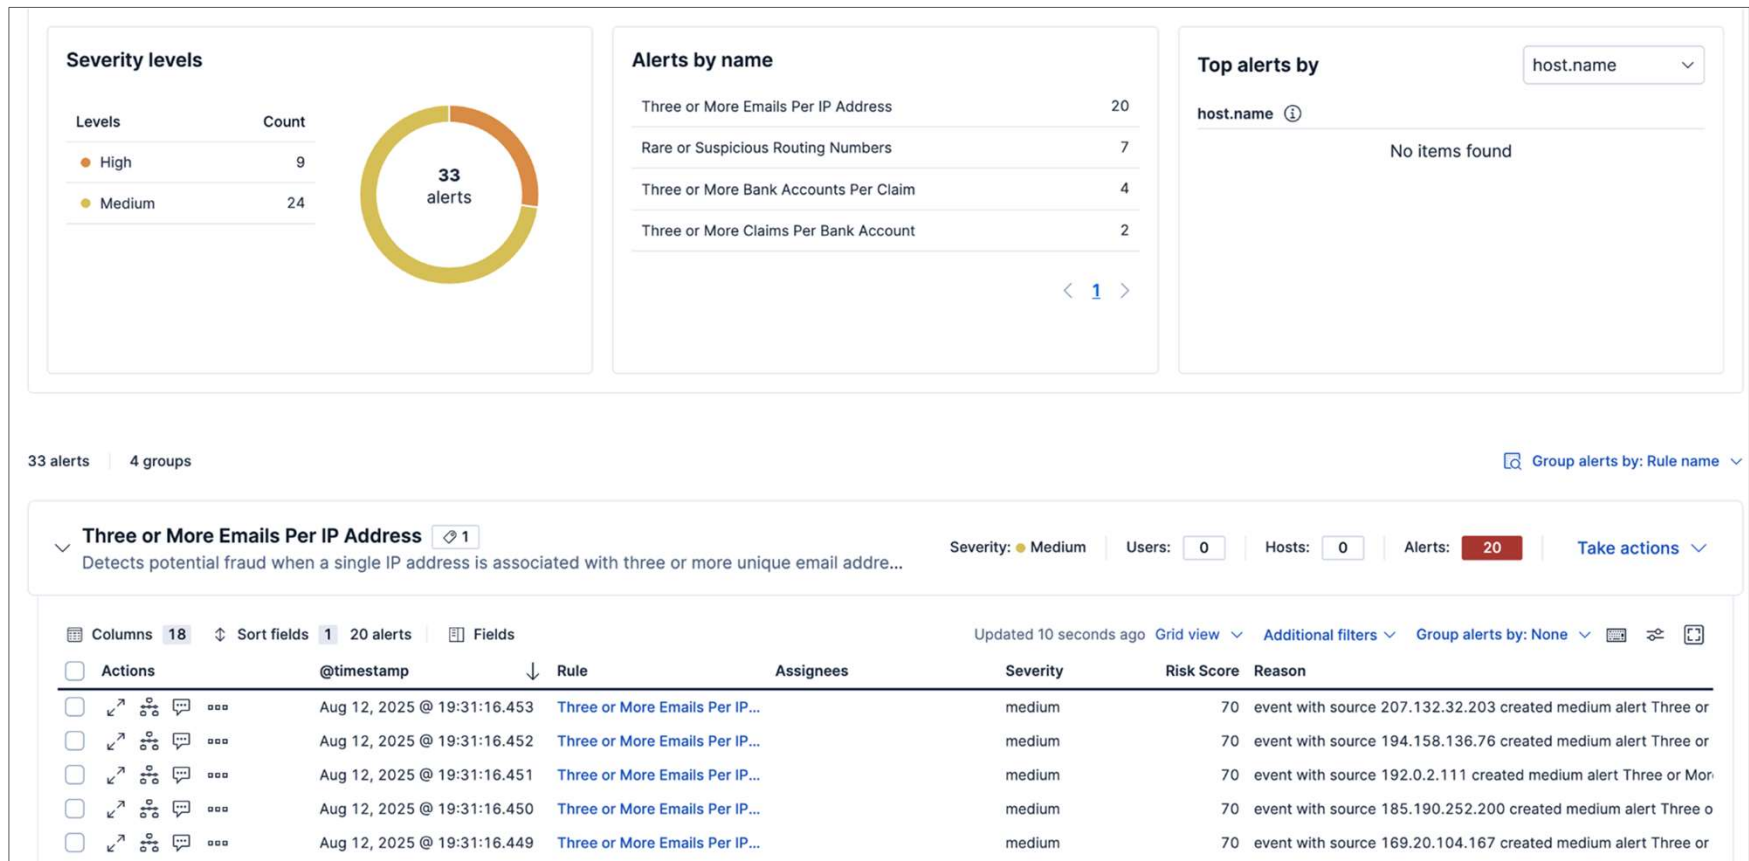 Severity levels
Levels Count
High 9
Medium 24
33
alerts
Alerts by name
Three or More Emails Per IP Address 20
Rare or Suspicious Routing Numbers 7
Three or More Bank Accounts Per Claim 4
Three or More Claims Per Bank Account 2
1
Top alerts by host.name
host.name
No items found
33 alerts 4 groups Group alerts by: Rule name
Three or More Emails Per IP Address 1
Detects potential fraud when a single IP address is associated with three or more unique email addre...
Severity: Medium Users: 0 Hosts: 0 Alerts: 20 Take actions
Columns 18 Sort fields 1 20 alerts Fields Updated 10 seconds ago Grid view Additional filters Group alerts by: None
Actions @timestamp Rule Assignees Severity Risk Score Reason
Aug 12, 2025 @ 19:31:16.453 Three or More Emails Per IP... medium 70 event with source 207.132.32.203 created medium alert Three or
Aug 12, 2025 @ 19:31:16.452 Three or More Emails Per IP... medium 70 event with source 194.158.136.76 created medium alert Three or
Aug 12, 2025 @ 19:31:16.451 Three or More Emails Per IP... medium 70 event with source 192.0.2.111 created medium alert Three or Mor
Aug 12, 2025 @ 19:31:16.450 Three or More Emails Per IP... medium 70 event with source 185.190.252.200 created medium alert Three o
Aug 12, 2025 @ 19:31:16.449 Three or More Emails Per IP... medium 70 event with source 169.20.104.167 created medium alert Three or